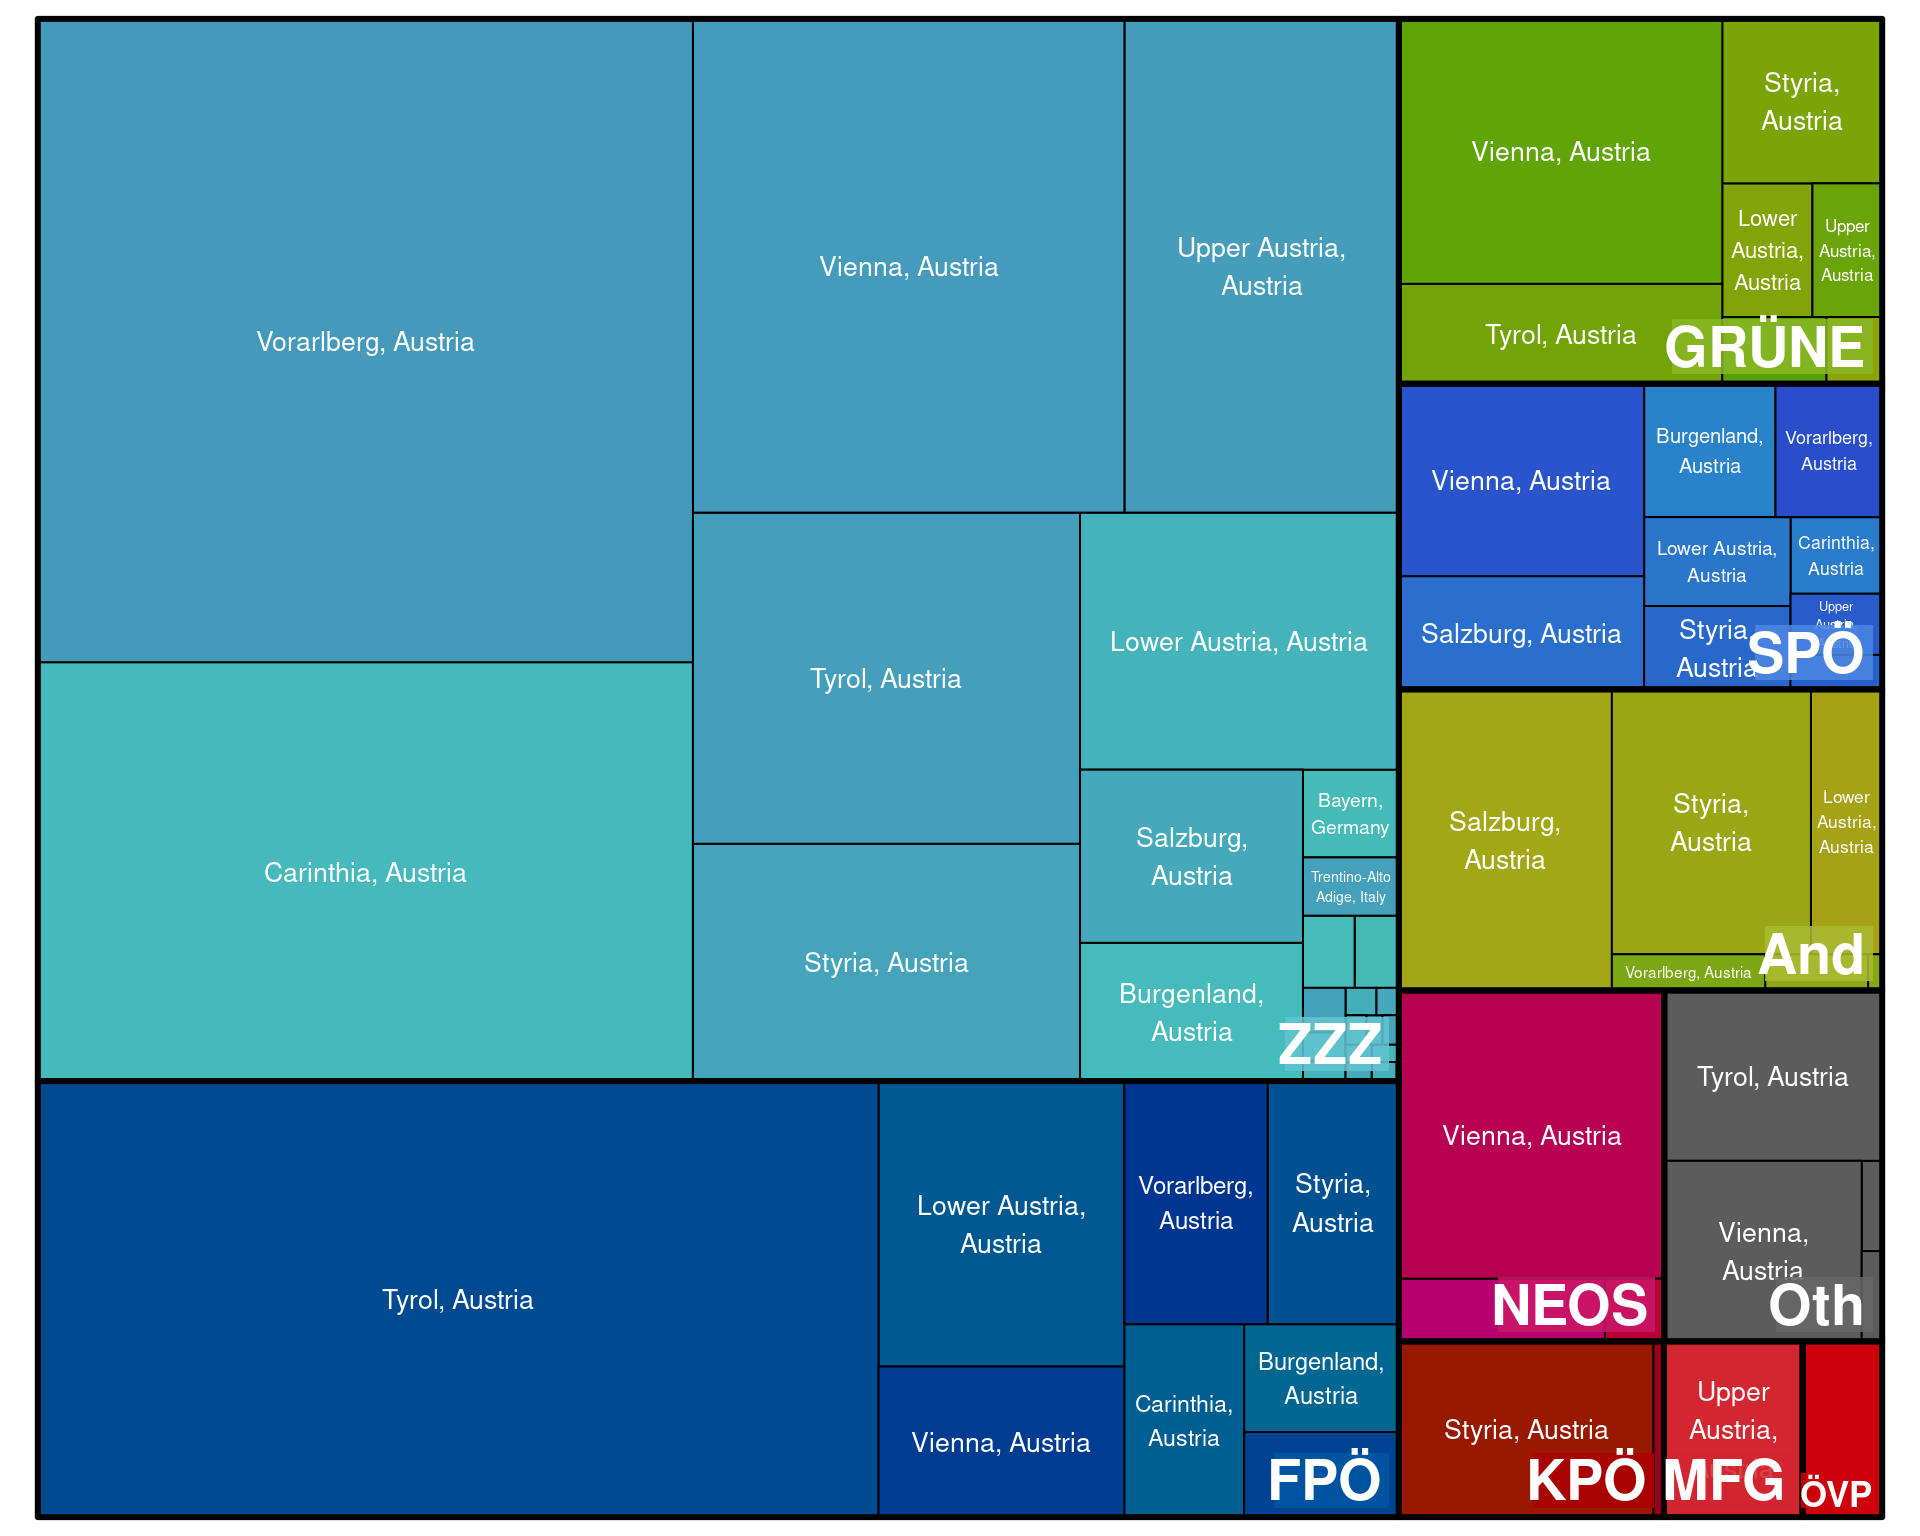 Vorarlberg, Austria
Carinthia, Austria
Vienna, Austria
Upper Austria,
Austria
Tyrol, Austria
Styria, Austria
Lower Austria, Austria
Salzburg,
Austria
Burgenland,
Austria
Bayern,
Germany
Trentino-Alto
Adige, Italy
ZZZ
Tyrol, Austria
Lower Austria,
Austria
Vienna, Austria
Vorarlberg,
Austria
Styria,
Austria
Carinthia,
Austria
Burgenland,
Austria
FPÖ
Vienna, Austria
Tyrol, Austria
Styria,
Austria
Lower
Austria,
Austria
Upper
Austria,
Austria
GRÜNE
Vienna, Austria
Salzburg, Austria
Burgenland,
Austria
Vorarlberg,
Austria
Lower Austria,
Austria
Carinthia,
Austria
Styria,
Austria
Upper
SPÖ
Salzburg,
Austria
Styria,
Austria
Lower
Austria,
Austria
Vorarlberg, Austria
And
Vienna, Austria
NEOS
Tyrol, Austria
Vienna,
Austria
Oth
Styria, Austria
KPÖ
Upper
Austria,
MFG
ÖVP